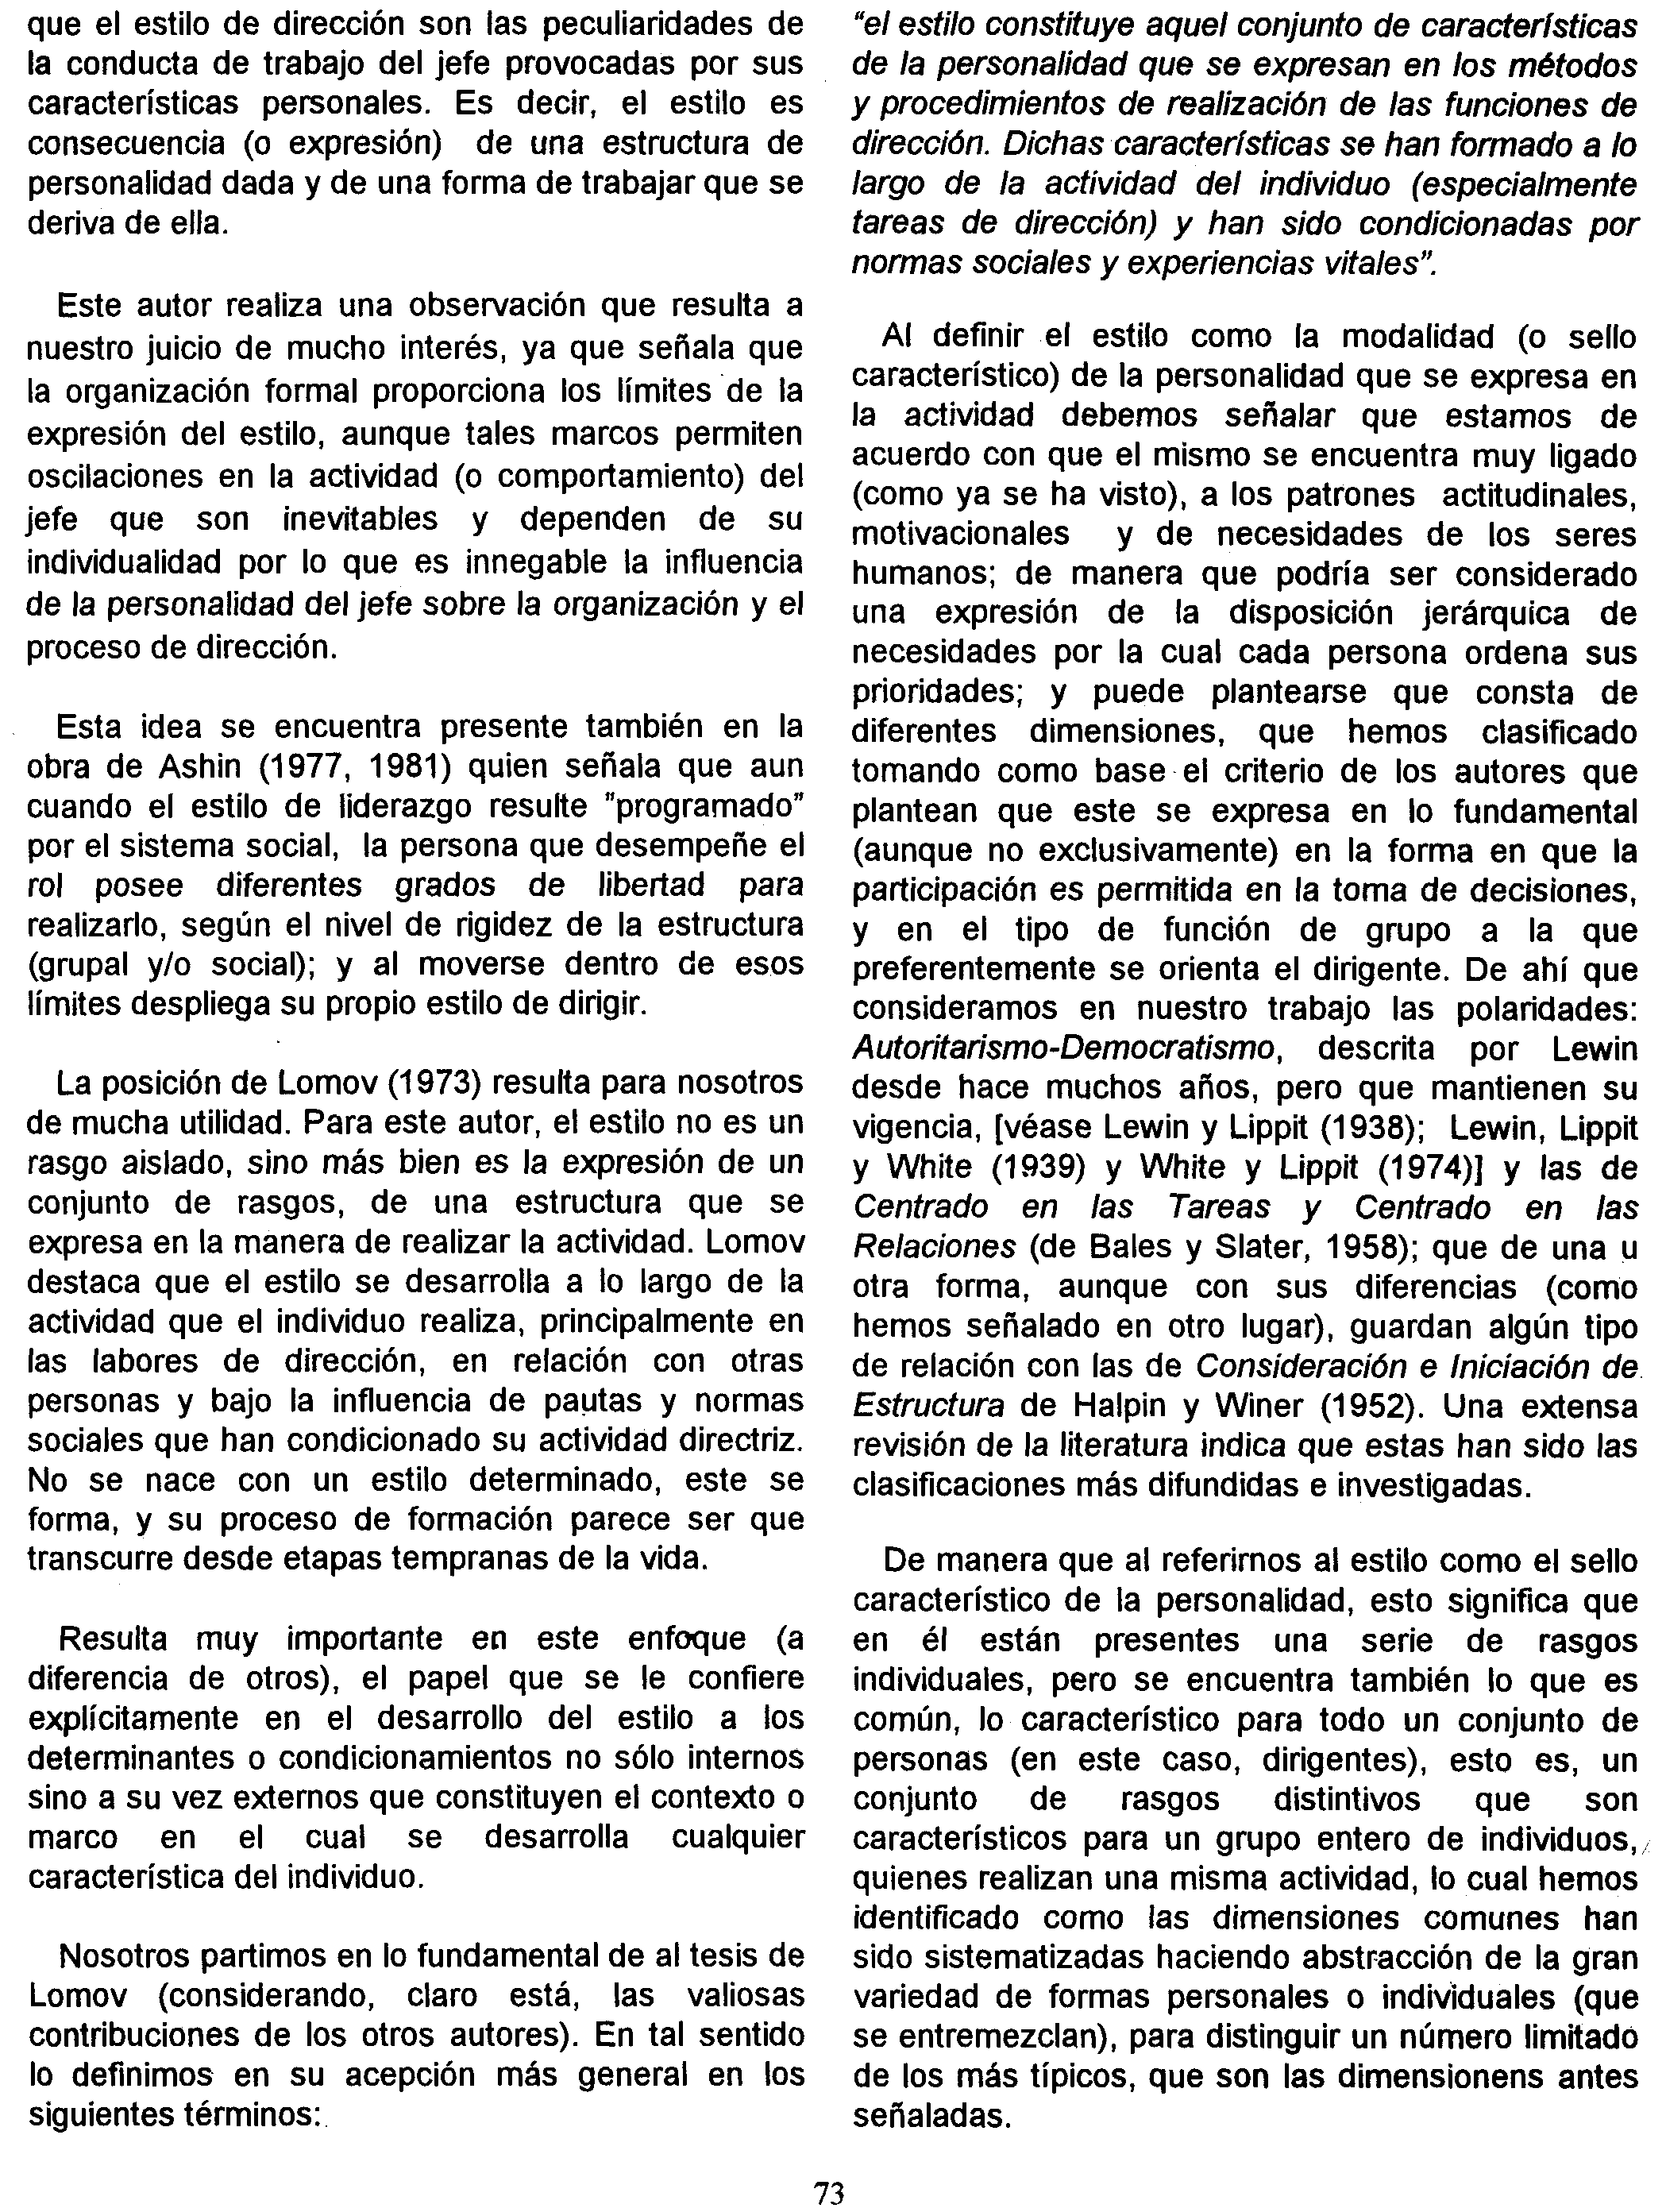 que el estilo de dirección son las peculiaridades de
la conducta de trabajo del jefe provocadas por sus
características personales. Es decir, el estilo es
consecuencia (o expresión) de una estructura de
personalidad dada y de una forma de trabajar que se
deriva de ella.
Este autor realiza una observación que resulta a
nuestro juicio de mucho interés, ya que señala que
la organización formal proporciona los límites de la
expresión del estilo, aunque tales marcos permiten
oscilaciones en la actividad (o comportamiento) del
jefe que son inevitables y dependen de su
individualidad por lo que es innegable la influencia
de la personalidad del jefe sobre la organización y el
proceso de dirección.
Esta idea se encuentra presente también en la
obra de Ashin (1977, 1981) quien señala que aun
cuando el estilo de liderazgo resulte "programado"
por el sistema social, la persona que desempeñe el
rol posee diferentes grados de libertad para
realizarlo, según el nivel de rigidez de la estructura
(grupal y/o social); y al moverse dentro de esos
límites despliega su propio estilo de dirigir.
La posición de Lomov (1973) resulta para nosotros
de mucha utilidad. Para este autor, el estilo no es un
rasgo aislado, sino más bien es la expresión de un
conjunto de rasgos, de una estructura que se
expresa en la manera de realizar la actividad. Lomov
destaca que el estilo se desarrolla a lo largo de la
actividad que el individuo realiza, principalmente en
las labores de dirección, en relación con otras
personas y bajo la influencia de pautas y normas
sociales que han condicionado su actividad directriz.
No se nace con un estilo determinado, este se
forma, y su proceso de formación parece ser que
transcurre desde etapas tempranas de la vida.
Resulta muy importante en este enfoque (a
diferencia de otros), el papel que se le confiere
explícitamente en el desarrollo del estilo a los
determinantes o condicionamientos no sólo internos
sino a su vez externos que constituyen el contexto o
marco en el cual se desarrolla cualquier
característica del individuo.
Nosotros partimos en lo fundamental de al tesis de
Lomov (considerando, claro está, las valiosas
contribuciones de los otros autores). En tal sentido
lo definimos en su acepción más general en los
siguientes términos:
"el estilo constituye aquel conjunto de características
de la personalidad que se expresan en los métodos
y procedimientos de realización de las funciones de
dirección. Dichas características se han formado a lo
largo de la actividad del individuo (especialmente
tareas de dirección) y han sido condicionadas por
normas sociales y experiencias vitales".
Al definir el estilo como la modalidad (o sello
característico) de la personalidad que se expresa en
la actividad debemos señalar que estamos de
acuerdo con que el mismo se encuentra muy ligado
(como ya se ha visto), a los patrones actitudinales,
motivacionales y de necesidades de los seres
humanos; de manera que podría ser considerado
una expresión de la disposición jerárquica de
necesidades por la cual cada persona ordena sus
prioridades; y puede plantearse que consta de
diferentes dimensiones, que hemos clasificado
tomando como base el criterio de los autores que
plantean que este se expresa en lo fundamental
(aunque no exclusivamente) en la forma en que la
participación es permitida en la toma de decisiones,
y en el tipo de función de grupo a la que
preferentemente se orienta el dirigente. De ahí que
consideramos en nuestro trabajo las polaridades:
Autoritarismo-Democratismo, descrita por Lewin
desde hace muchos años, pero que mantienen su
vigencia, [véase Lewin y Lippit (1938); Lewin, Lippit
y White (1939) y White y Lippit (1974)] y las de
Centrado en las Tareas y Centrado en las
Relaciones (de Bales y Slater, 1958); que de una u
otra forma, aunque con sus diferencias (como
hemos señalado en otro lugar), guardan algún tipo
de relación con las de Consideración e Iniciación de
Estructura de Halpin y Winer (1952). Una extensa
revisión de la literatura indica que estas han sido las
clasificaciones más difundidas e investigadas.
De manera que al referirnos al estilo como el sello
característico de la personalidad, esto significa que
en él están presentes una serie de rasgos
individuales, pero se encuentra también lo que es
común, lo característico para todo un conjunto de
personas (en este caso, dirigentes), esto es, un
conjunto de rasgos distintivos que son
característicos para un grupo entero de individuos,
quienes realizan una misma actividad, lo cual hemos
identificado como las dimensiones comunes han
sido sistematizadas haciendo abstracción de la gran
variedad de formas personales o individuales (que
se entremezclan), para distinguir un número limitado
de los más típicos, que son las dimensionens antes
señaladas.
73